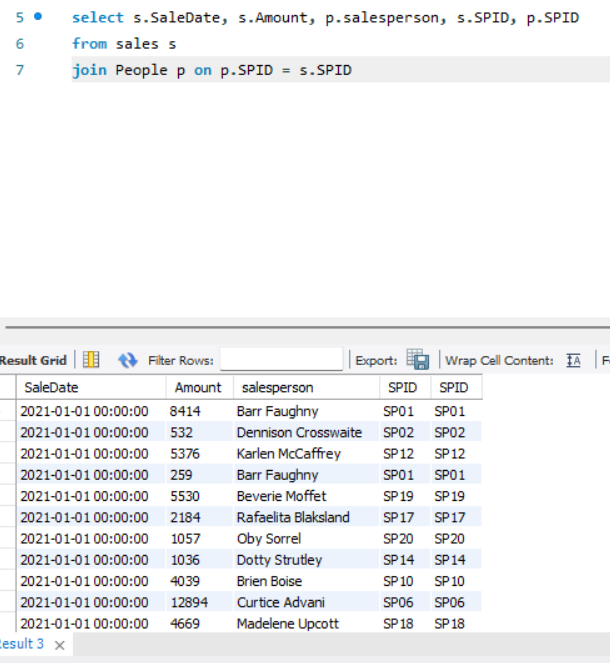 5 select s.SaleDate, s.Amount, p.salesperson, s.SPID, p.SPID
6 from sales s
7 join People p on p.SPID = s.SPID
Result Grid Filter Rows: Export: Wrap Cell Content: IA
SaleDate Amount salesperson SPID SPID
2021-01-01 00:00:00 8414 Barr Faughny SP01 SP01
2021-01-01 00:00:00 532 Dennison Crosswaite SP02 SP02
2021-01-01 00:00:00 5376 Karlen McCaffrey SP12 SP12
2021-01-01 00:00:00 259 Barr Faughny SP01 SP01
2021-01-01 00:00:00 5530 Beverie Moffet SP19 SP19
2021-01-01 00:00:00 2184 Rafaelita Blaksland SP17 SP17
2021-01-01 00:00:00 1057 Oby Sorrel SP20 SP20
2021-01-01 00:00:00 1036 Dotty Strutley SP14 SP14
2021-01-01 00:00:00 4039 Brien Boise SP10 SP10
2021-01-01 00:00:00 12894 Curtice Advani SP06 SP06
2021-01-01 00:00:00 4669 Madelene Upcott SP18 SP18
Result 3 ×